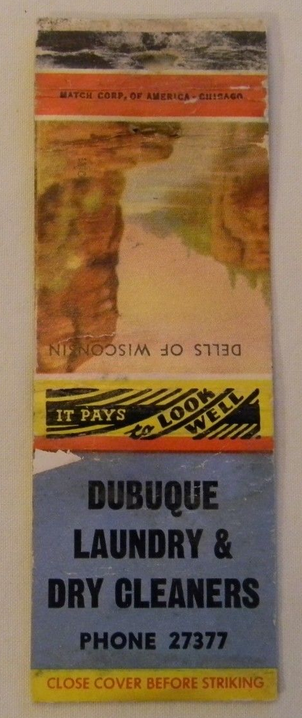 MATCH CORP. OF AMERICA - CHICAGO
DELLS OF WISCONSIN
IT PAYS
to LOOK
WELL
DUBUQUE
LAUNDRY &
DRY CLEANERS
PHONE 27377
CLOSE COVER BEFORE STRIKING